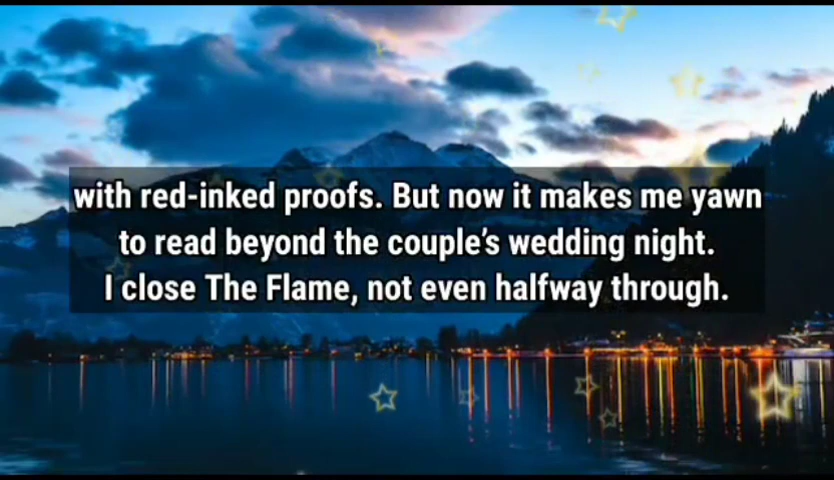 with red-inked proofs. But now it makes me yawn
to read beyond the couple’s wedding night.
I close The Flame, not even halfway through.